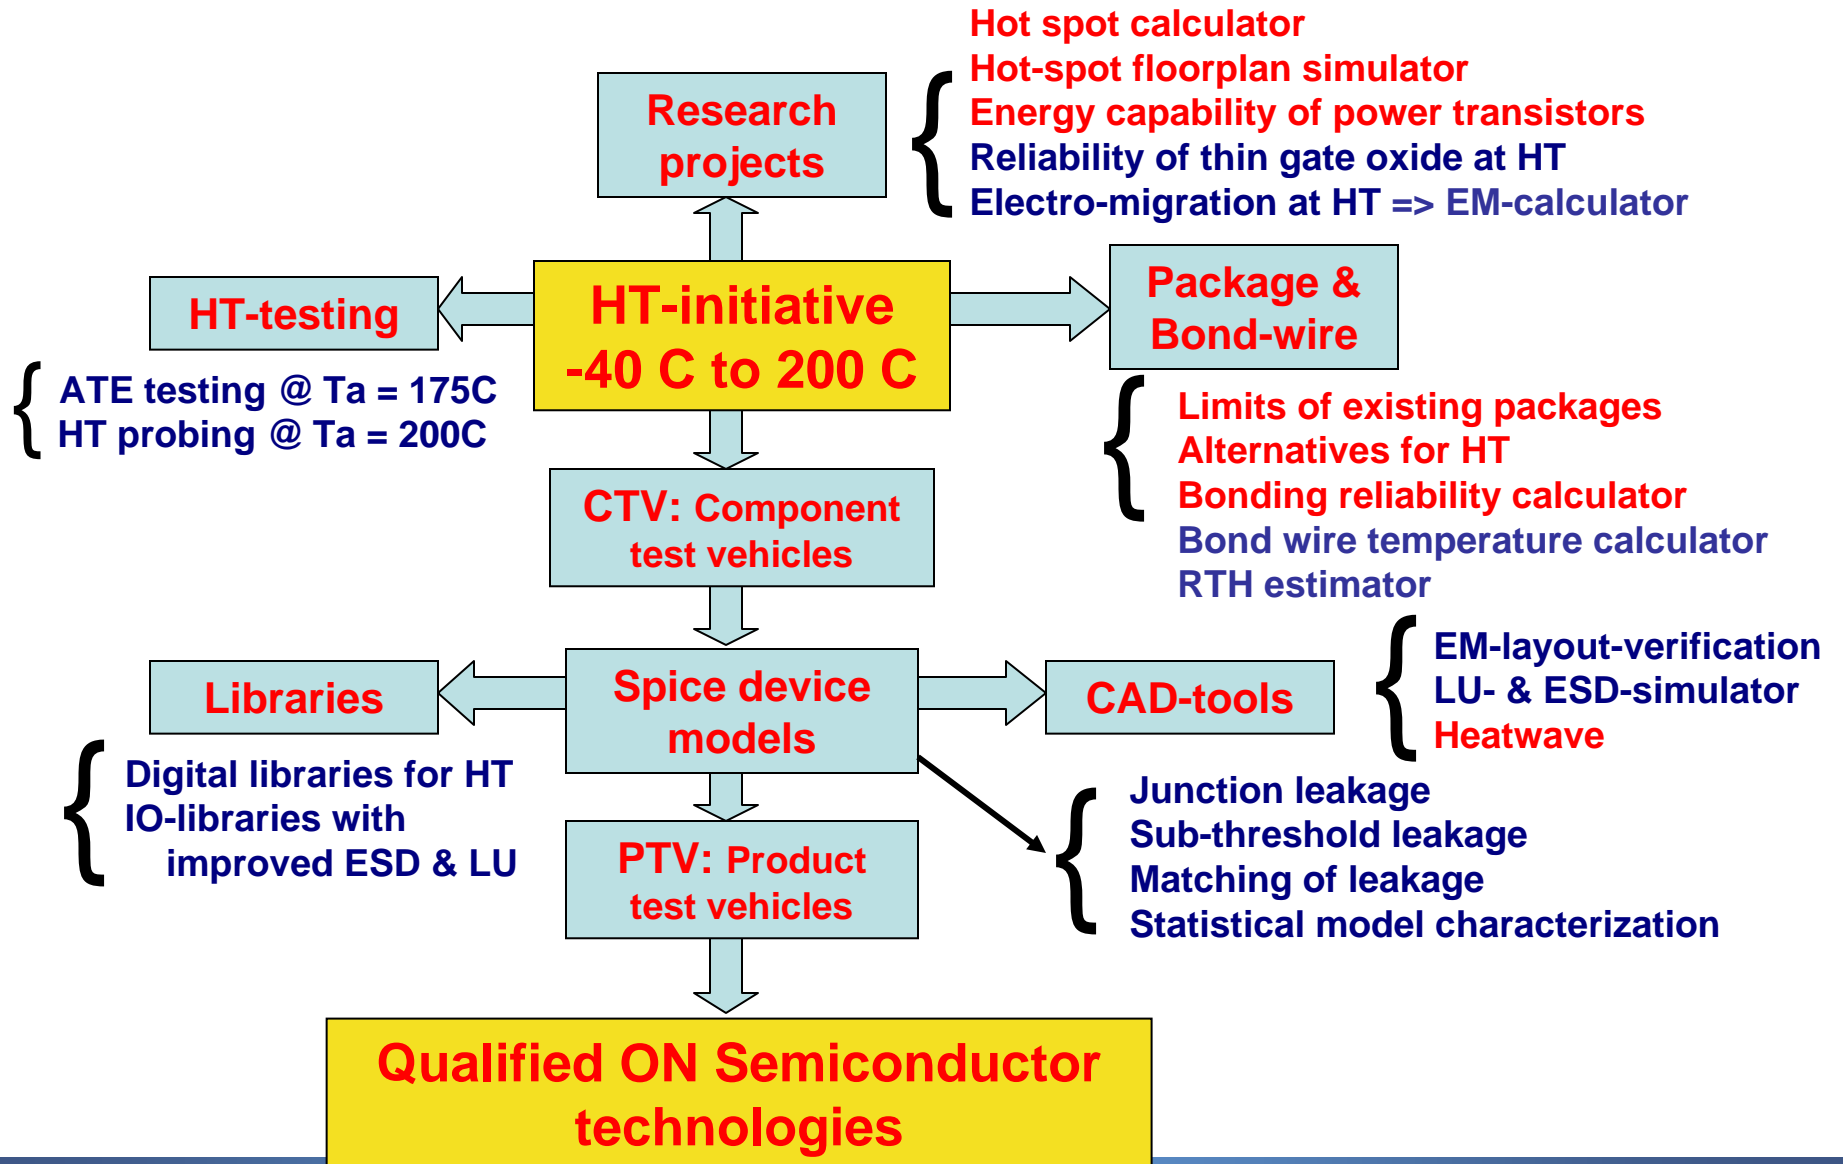 Hot spot calculator
Hot-spot floorplan simulator
Energy capability of power transistors
Reliability of thin gate oxide at HT
Electro-migration at HT => EM-calculator
Research
projects
HT-testing
HT-initiative
-40 C to 200 C
Package &
Bond-wire
ATE testing @ Ta = 175C
HT probing @ Ta = 200C
Limits of existing packages
Alternatives for HT
Bonding reliability calculator
Bond wire temperature calculator
RTH estimator
CTV: Component
test vehicles
Libraries
Spice device
models
CAD-tools
EM-layout-verification
LU- & ESD-simulator
Heatwave
Digital libraries for HT
IO-libraries with
improved ESD & LU
Junction leakage
Sub-threshold leakage
Matching of leakage
Statistical model characterization
PTV: Product
test vehicles
Qualified ON Semiconductor
technologies